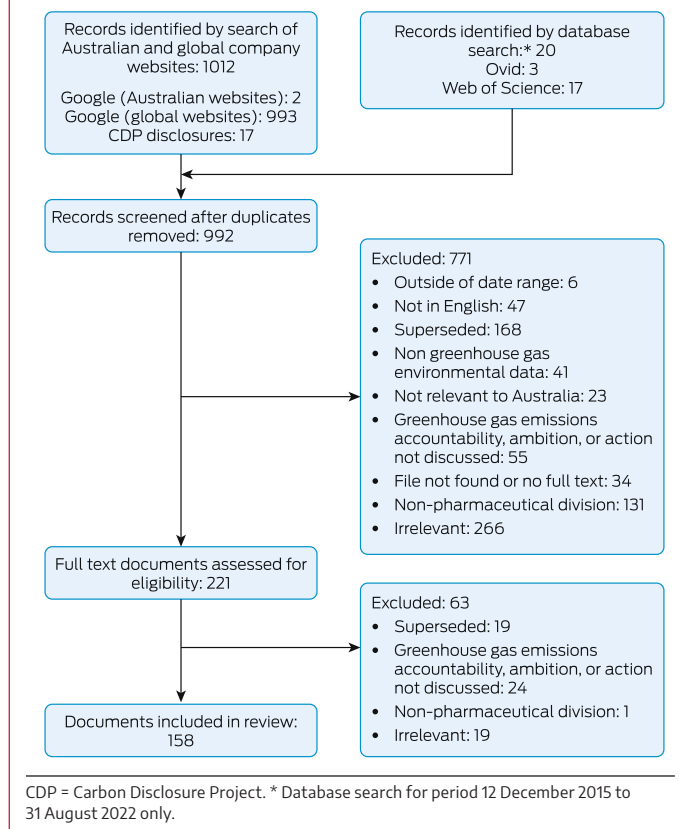 Records identified by search of
Australian and global company
websites: 1012
Google (Australian websites): 2
Google (global websites): 993
CDP disclosures: 17
Records identified by database
search:* 20
Ovid: 3
Web of Science: 17
Records screened after duplicates
removed: 992
Excluded: 771
• Outside of date range: 6
• Not in English: 47
• Superseded: 168
• Non greenhouse gas
environmental data: 41
• Not relevant to Australia: 23
• Greenhouse gas emissions
accountability, ambition, or action
not discussed: 55
• File not found or no full text: 34
• Non-pharmaceutical division: 131
• Irrelevant: 266
Full text documents assessed for
eligibility: 221
Excluded: 63
• Superseded: 19
• Greenhouse gas emissions
accountability, ambition, or action
not discussed: 24
• Non-pharmaceutical division: 1
• Irrelevant: 19
Documents included in review:
158
CDP = Carbon Disclosure Project. * Database search for period 12 December 2015 to
31 August 2022 only.